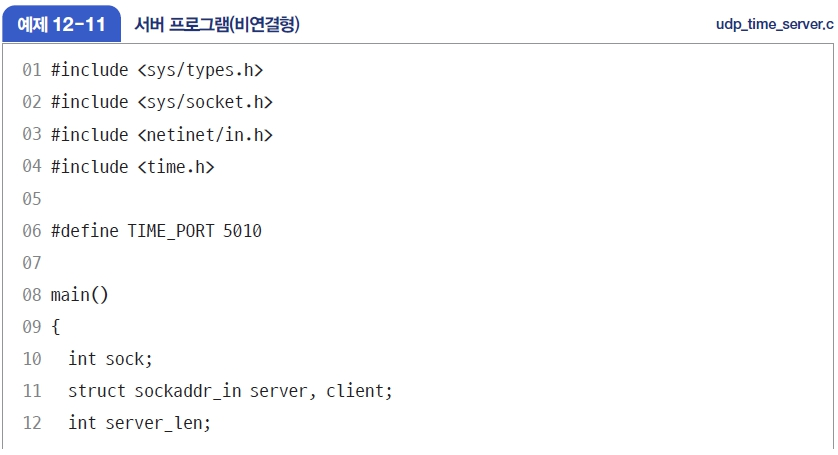 예제 12-11 서버 프로그램(비연결형) udp_time_server.c
01 #include <sys/types.h>
02 #include <sys/socket.h>
03 #include <netinet/in.h>
04 #include <time.h>
05
06 #define TIME_PORT 5010
07
08 main()
09 {
10 int sock;
11 struct sockaddr_in server, client;
12 int server_len;